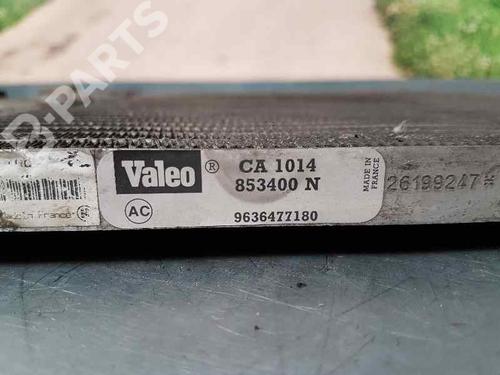 B-PARTS
Valeo ®
CA 1014
853400 N
AC
9636477180
MADE IN
FRANCE
26199247